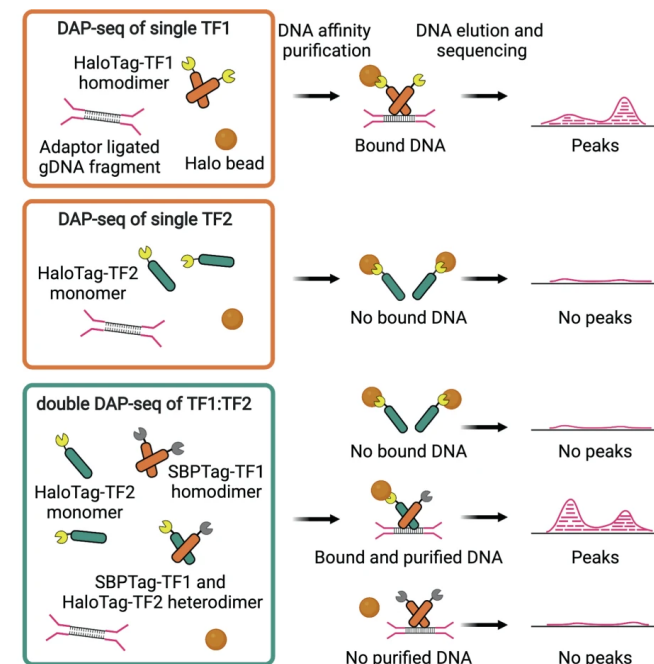 DAP-seq of single TF1
HaloTag-TF1
homodimer
Adaptor ligated
gDNA fragment
Halo bead
DNA affinity
purification
DNA elution and
sequencing
Bound DNA
Peaks
DAP-seq of single TF2
HaloTag-TF2
monomer
No bound DNA
No peaks
double DAP-seq of TF1:TF2
HaloTag-TF2
monomer
SBPTag-TF1
homodimer
SBPTag-TF1 and
HaloTag-TF2 heterodimer
No bound DNA
No peaks
Bound and purified DNA
Peaks
No purified DNA
No peaks